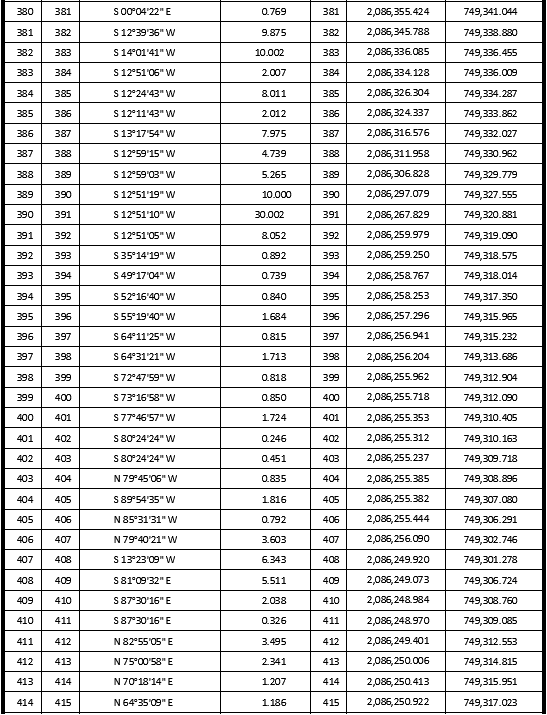 380 381 S 00°04'22" E 0.769 381 2,086,355.424 749,341.044
381 382 S 12°39'36" W 9.875 382 2,086,345.788 749,338.880
382 383 S 14°01'41" W 10.002 383 2,086,336.085 749,336.455
383 384 S 12°51'06" W 2.007 384 2,086,334.128 749,336.009
384 385 S 12°24'43" W 8.011 385 2,086,326.304 749,334.287
385 386 S 12°11'43" W 2.012 386 2,086,324.337 749,333.862
386 387 S 13°17'54" W 7.975 387 2,086,316.576 749,332.027
387 388 S 12°59'15" W 4.739 388 2,086,311.958 749,330.962
388 389 S 12°59'03" W 5.265 389 2,086,306.828 749,329.779
389 390 S 12°51'19" W 10.000 390 2,086,297.079 749,327.555
390 391 S 12°51'10" W 30.002 391 2,086,267.829 749,320.881
391 392 S 12°51'05" W 8.052 392 2,086,259.979 749,319.090
392 393 S 35°14'19" W 0.892 393 2,086,259.250 749,318.575
393 394 S 49°17'04" W 0.739 394 2,086,258.767 749,318.014
394 395 S 52°16'40" W 0.840 395 2,086,258.253 749,317.350
395 396 S 55°19'40" W 1.684 396 2,086,257.296 749,315.965
396 397 S 64°11'25" W 0.815 397 2,086,256.941 749,315.232
397 398 S 64°31'21" W 1.713 398 2,086,256.204 749,313.686
398 399 S 72°47'59" W 0.818 399 2,086,255.962 749,312.904
399 400 S 73°16'58" W 0.850 400 2,086,255.718 749,312.090
400 401 S 77°46'57" W 1.724 401 2,086,255.353 749,310.405
401 402 S 80°24'24" W 0.246 402 2,086,255.312 749,310.163
402 403 S 80°24'24" W 0.451 403 2,086,255.237 749,309.718
403 404 N 79°45'06" W 0.835 404 2,086,255.385 749,308.896
404 405 S 89°54'35" W 1.816 405 2,086,255.382 749,307.080
405 406 N 85°31'31" W 0.792 406 2,086,255.444 749,306.291
406 407 N 79°40'21" W 3.603 407 2,086,256.090 749,302.746
407 408 S 13°23'09" W 6.343 408 2,086,249.920 749,301.278
408 409 S 81°09'32" E 5.511 409 2,086,249.073 749,306.724
409 410 S 87°30'16" E 2.038 410 2,086,248.984 749,308.760
410 411 S 87°30'16" E 0.326 411 2,086,248.970 749,309.085
411 412 N 82°55'05" E 3.495 412 2,086,249.401 749,312.553
412 413 N 75°00'58" E 2.341 413 2,086,250.006 749,314.815
413 414 N 70°18'14" E 1.207 414 2,086,250.413 749,315.951
414 415 N 64°35'09" E 1.186 415 2,086,250.922 749,317.023